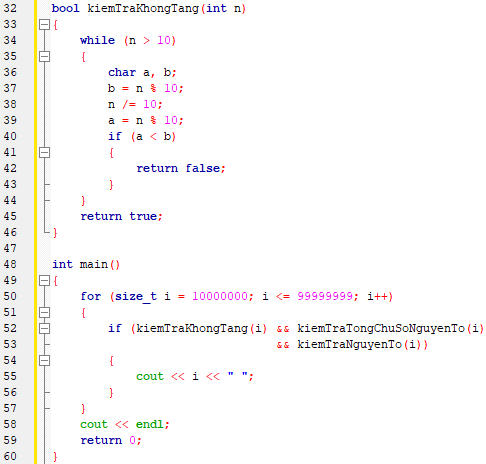 32 bool kiemTraKhongTang(int n)
33 {
34 while (n > 10)
35 {
36 char a, b;
37 b = n % 10;
38 n /= 10;
39 a = n % 10;
40 if (a < b)
41 {
42 return false;
43 }
44 }
45 return true;
46 }
47
48 int main()
49 {
50 for (size_t i = 10000000; i <= 99999999; i++)
51 {
52 if (kiemTraKhongTang(i) && kiemTraTongChuSoNguyenTo(i)
53 && kiemTraNguyenTo(i))
54 {
55 cout << i << " ";
56 }
57 }
58 cout << endl;
59 return 0;
60 }